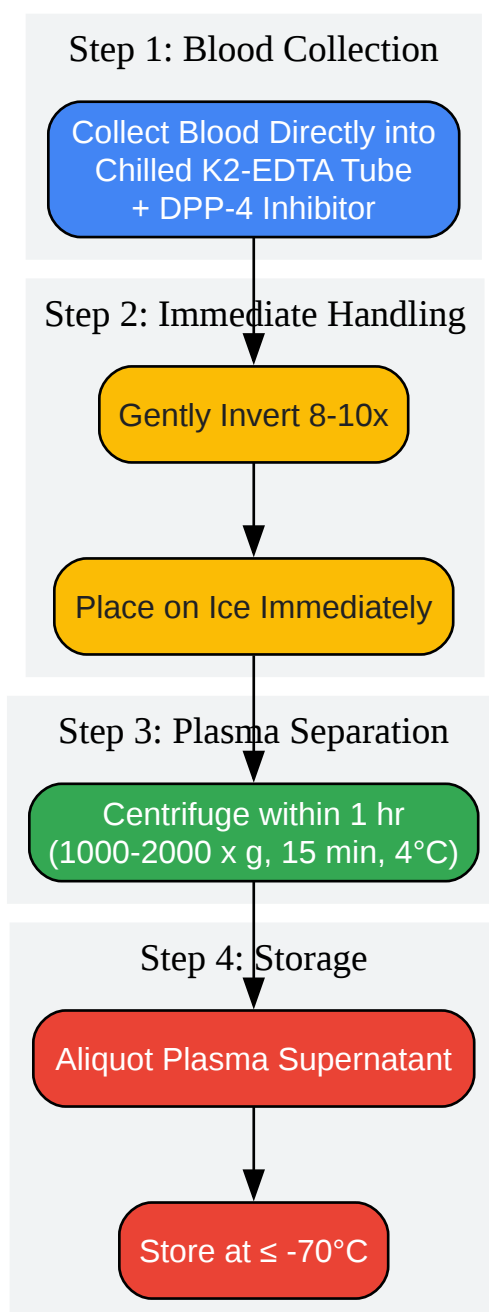 Step 1: Blood Collection
Collect Blood Directly into
Chilled K2-EDTA Tube
+ DPP-4 Inhibitor
Step 2: Immediate Handling
Gently Invert 8-10x
Place on Ice Immediately
Step 3: Plasma Separation
Centrifuge within 1 hr
(1000-2000 x g, 15 min, 4°C)
Step 4: Storage
Aliquot Plasma Supernatant
Store at ≤ -70°C